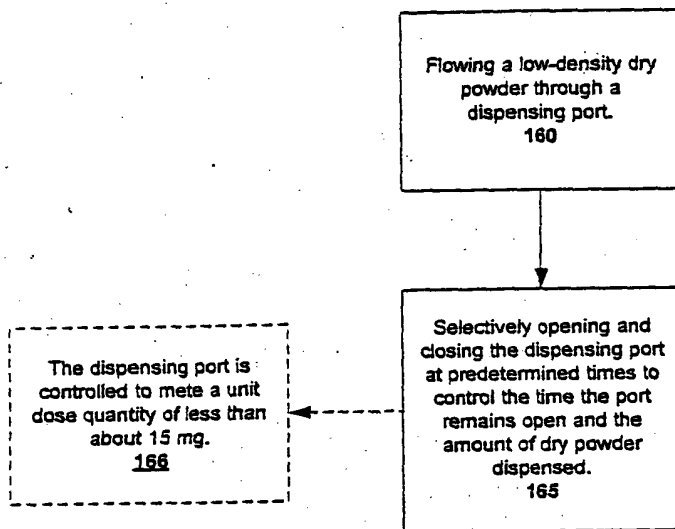 Flowing a low-density dry
powder through a
dispensing port.
160
Selectively opening and
closing the dispensing port
at predetermined times to
control the time the port
remains open and the
amount of dry powder
dispensed.
165
The dispensing port is
controlled to mete a unit
dose quantity of less than
about 15 mg.
166